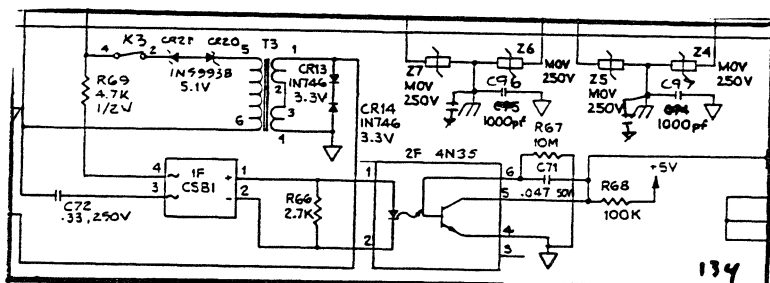 K3
4
2
CR21
CR20
5
6
T3
1
2
3
4
1N5993B
5.1V
R69
4.7K
1/2W
CR13
1N746
3.3V
CR14
1N746
3.3V
Z7
MOV
250V
Z6
MOV
250V
C96
C95
1000pf
Z5
MOV
250V
Z4
MOV
250V
C97
C94
1000pf
4
3
1F
CSB1
1
+
2
-
C72
.33,250V
R66
2.7K
2F 4N35
1
2
6
5
4
3
R67
10M
C71
.047 50V
R68
100K
+5V
134